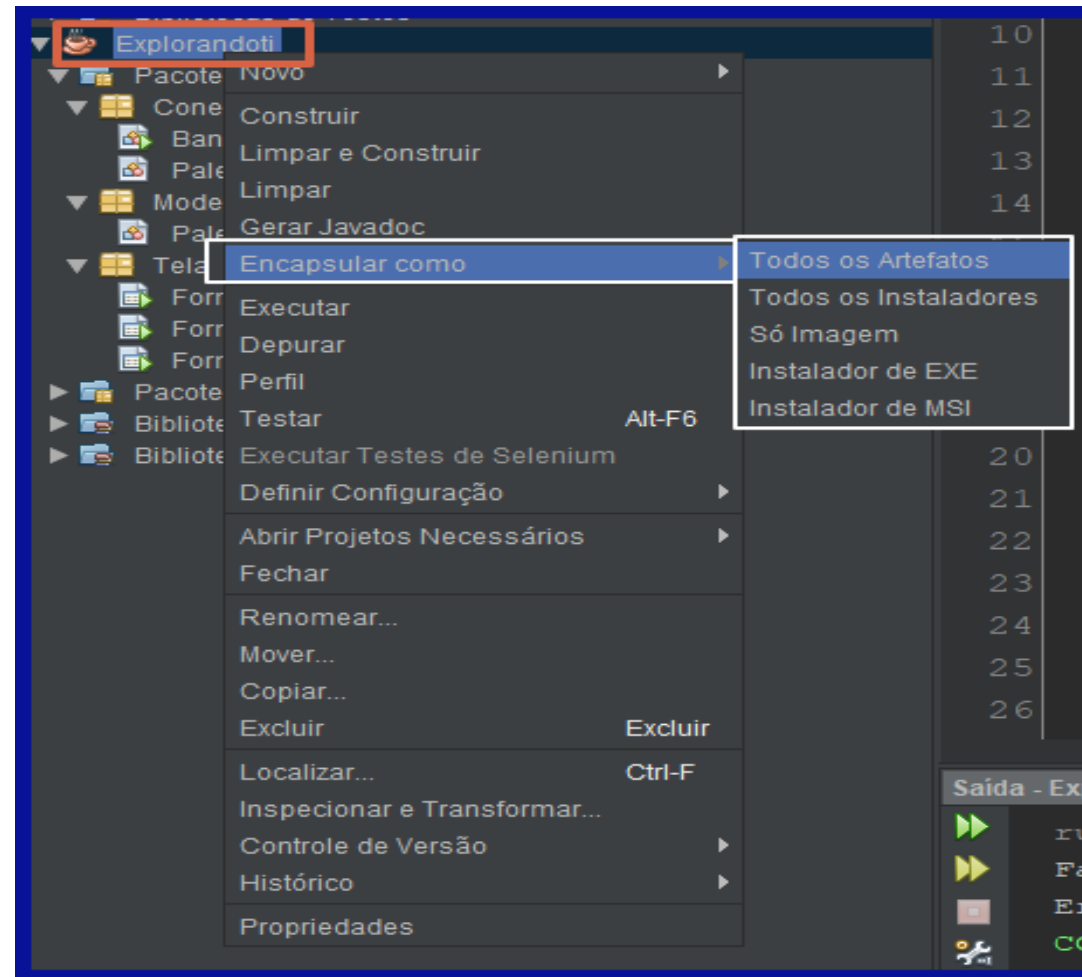 Explorandoti
Pacote
Cone
Ban
Pale
Mode
Pale
Tela
Forr
Forr
Forr
Pacote
Bibliote
Bibliote
Novo
Construir
Limpar e Construir
Limpar
Gerar Javadoc
Encapsular como
Executar
Depurar
Perfil
Testar Alt-F6
Executar Testes de Selenium
Definir Configuração
Abrir Projetos Necessários
Fechar
Renomear...
Mover...
Copiar...
Excluir Excluir
Localizar... Ctrl-F
Inspecionar e Transformar...
Controle de Versão
Histórico
Propriedades
Todos os Artefatos
Todos os Instaladores
Só Imagem
Instalador de EXE
Instalador de MSI
10
11
12
13
14
20
21
22
23
24
25
26
Saída - Ex